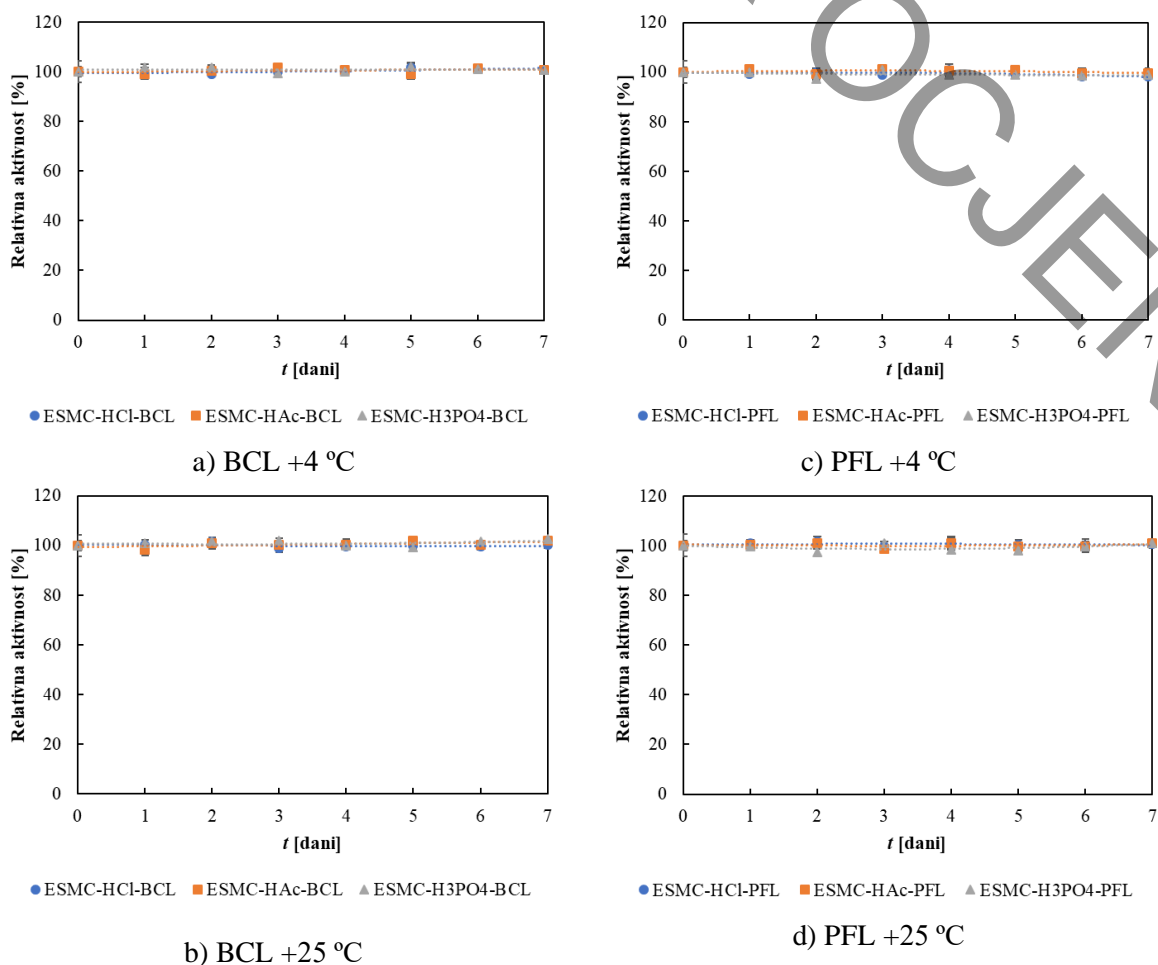 120
100
80
60
40
20
0
Relativna aktivnost [%]
0 1 2 3 4 5 6 7
t [dani]
ESMC-HCl-BCL ESMC-HAc-BCL ESMC-H3PO4-BCL
a) BCL +4 ºC
120
100
80
60
40
20
0
Relativna aktivnost [%]
0 1 2 3 4 5 6 7
t [dani]
ESMC-HCl-PFL ESMC-HAc-PFL ESMC-H3PO4-PFL
c) PFL +4 ºC
120
100
80
60
40
20
0
Relativna aktivnost [%]
0 1 2 3 4 5 6 7
t [dani]
ESMC-HCl-BCL ESMC-HAc-BCL ESMC-H3PO4-BCL
b) BCL +25 ºC
120
100
80
60
40
20
0
Relativna aktivnost [%]
0 1 2 3 4 5 6 7
t [dani]
ESMC-HCl-PFL ESMC-HAc-PFL ESMC-H3PO4-PFL
d) PFL +25 ºC
OCJE